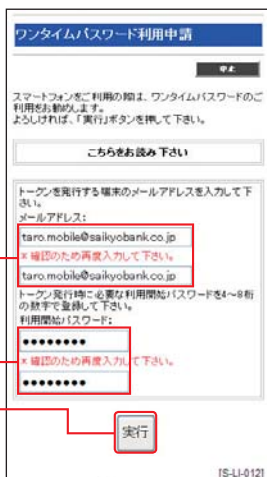 ワンタイムパスワード利用申請
中止
スマートフォンをご利用の際は、ワンタイムパスワードのご
利用をお勧めします。
よろしければ、「実行」ボタンを押して下さい。
こちらをお読み下さい
トークンを発行する端末のメールアドレスを入力して下
さい。
メールアドレス:
taro.mobile@saikyobank.co.jp
* 確認のため再度入力して下さい。
taro.mobile@saikyobank.co.jp
トークン発行時に必要な利用開始パスワードを4～8桁
の数字で登録して下さい。
利用開始パスワード:
●●●●●●●●
* 確認のため再度入力して下さい。
●●●●●●●●
実行
[S-LI-012]